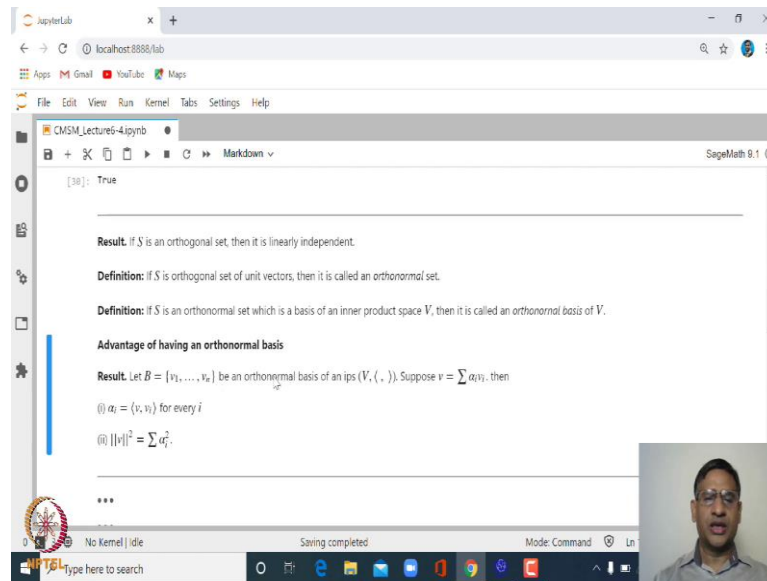 JupyterLab
localhost:8888/lab
Apps Gmail YouTube Maps
File Edit View Run Kernel Tabs Settings Help
CMSM_Lecture6-4.ipynb
Markdown SageMath 9.1
[30]: True
Result. If S is an orthogonal set, then it is linearly independent.
Definition: If S is orthogonal set of unit vectors, then it is called an orthonormal set.
Definition: If S is an orthonormal set which is a basis of an inner product space V, then it is called an orthonornal basis of V.
Advantage of having an orthonormal basis
Result. Let B = {v₁, … , vₙ} be an orthonormal basis of an ips (V, ⟨ , ⟩). Suppose v = ∑ αᵢvᵢ. then
(i) αᵢ = ⟨v, vᵢ⟩ for every i
(ii) ||v||² = ∑ αᵢ².
•••
0 No Kernel | Idle Saving completed Mode: Command Ln
NPTEL Type here to search